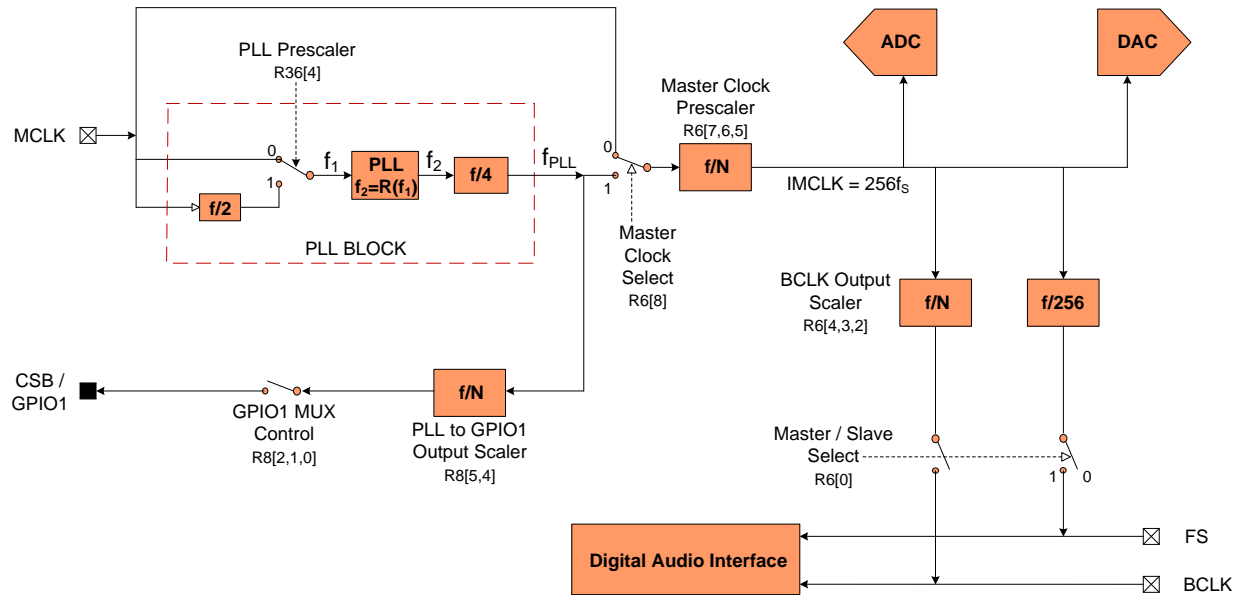 PLL Prescaler
R36[4]
MCLK
0
1
f/2
f1
PLL
f2=R(f1)
f2
f/4
fPLL
PLL BLOCK
0
1
Master
Clock
Select
R6[8]
Master Clock
Prescaler
R6[7,6,5]
f/N
ADC
DAC
IMCLK = 256fS
BCLK Output
Scaler
R6[4,3,2]
f/N
f/256
CSB /
GPIO1
GPIO1 MUX
Control
R8[2,1,0]
f/N
PLL to GPIO1
Output Scaler
R8[5,4]
Master / Slave
Select
R6[0]
1
0
Digital Audio Interface
FS
BCLK